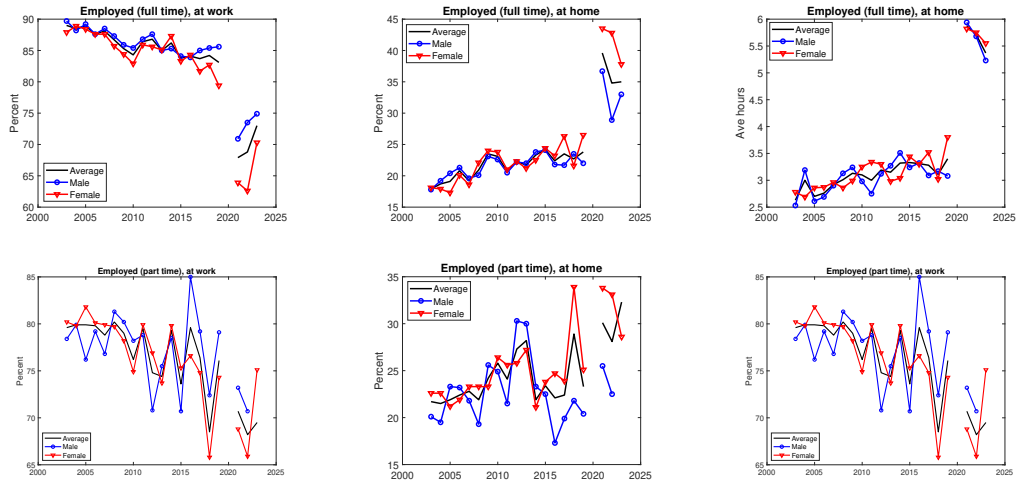 Employed (full time), at work
90
85
80
75
70
65
60
Percent
Average
Male
Female
2000 2005 2010 2015 2020 2025
Employed (full time), at home
45
40
35
30
25
20
15
Percent
Average
Male
Female
2000 2005 2010 2015 2020 2025
Employed (full time), at home
6
5.5
5
4.5
4
3.5
3
2.5
Ave hours
Average
Male
Female
2000 2005 2010 2015 2020 2025
Employed (part time), at work
85
80
75
70
65
Percent
Average
Male
Female
2000 2005 2010 2015 2020 2025
Employed (part time), at home
35
30
25
20
15
Percent
Average
Male
Female
2000 2005 2010 2015 2020 2025
Employed (part time), at work
85
80
75
70
65
Percent
Average
Male
Female
2000 2005 2010 2015 2020 2025